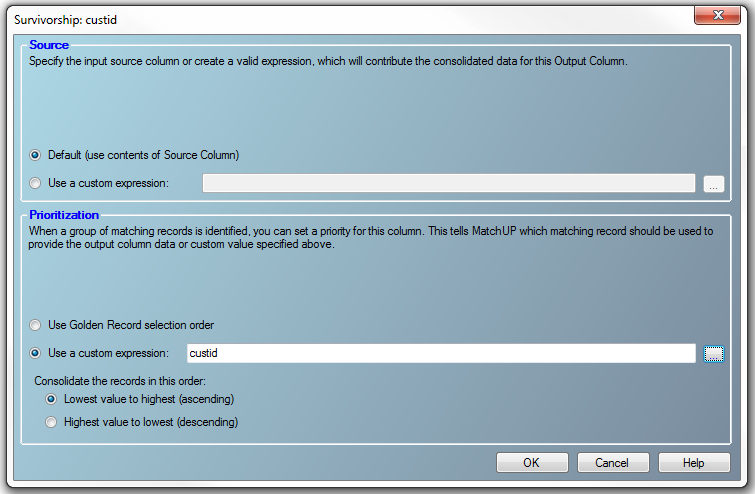 Survivorship: custid
Source
Specify the input source column or create a valid expression, which will contribute the consolidated data for this Output Column.
Default (use contents of Source Column)
Use a custom expression:
...
Prioritization
When a group of matching records is identified, you can set a priority for this column. This tells MatchUP which matching record should be used to
provide the output column data or custom value specified above.
Use Golden Record selection order
Use a custom expression: custid ...
Consolidate the records in this order:
Lowest value to highest (ascending)
Highest value to lowest (descending)
OK Cancel Help